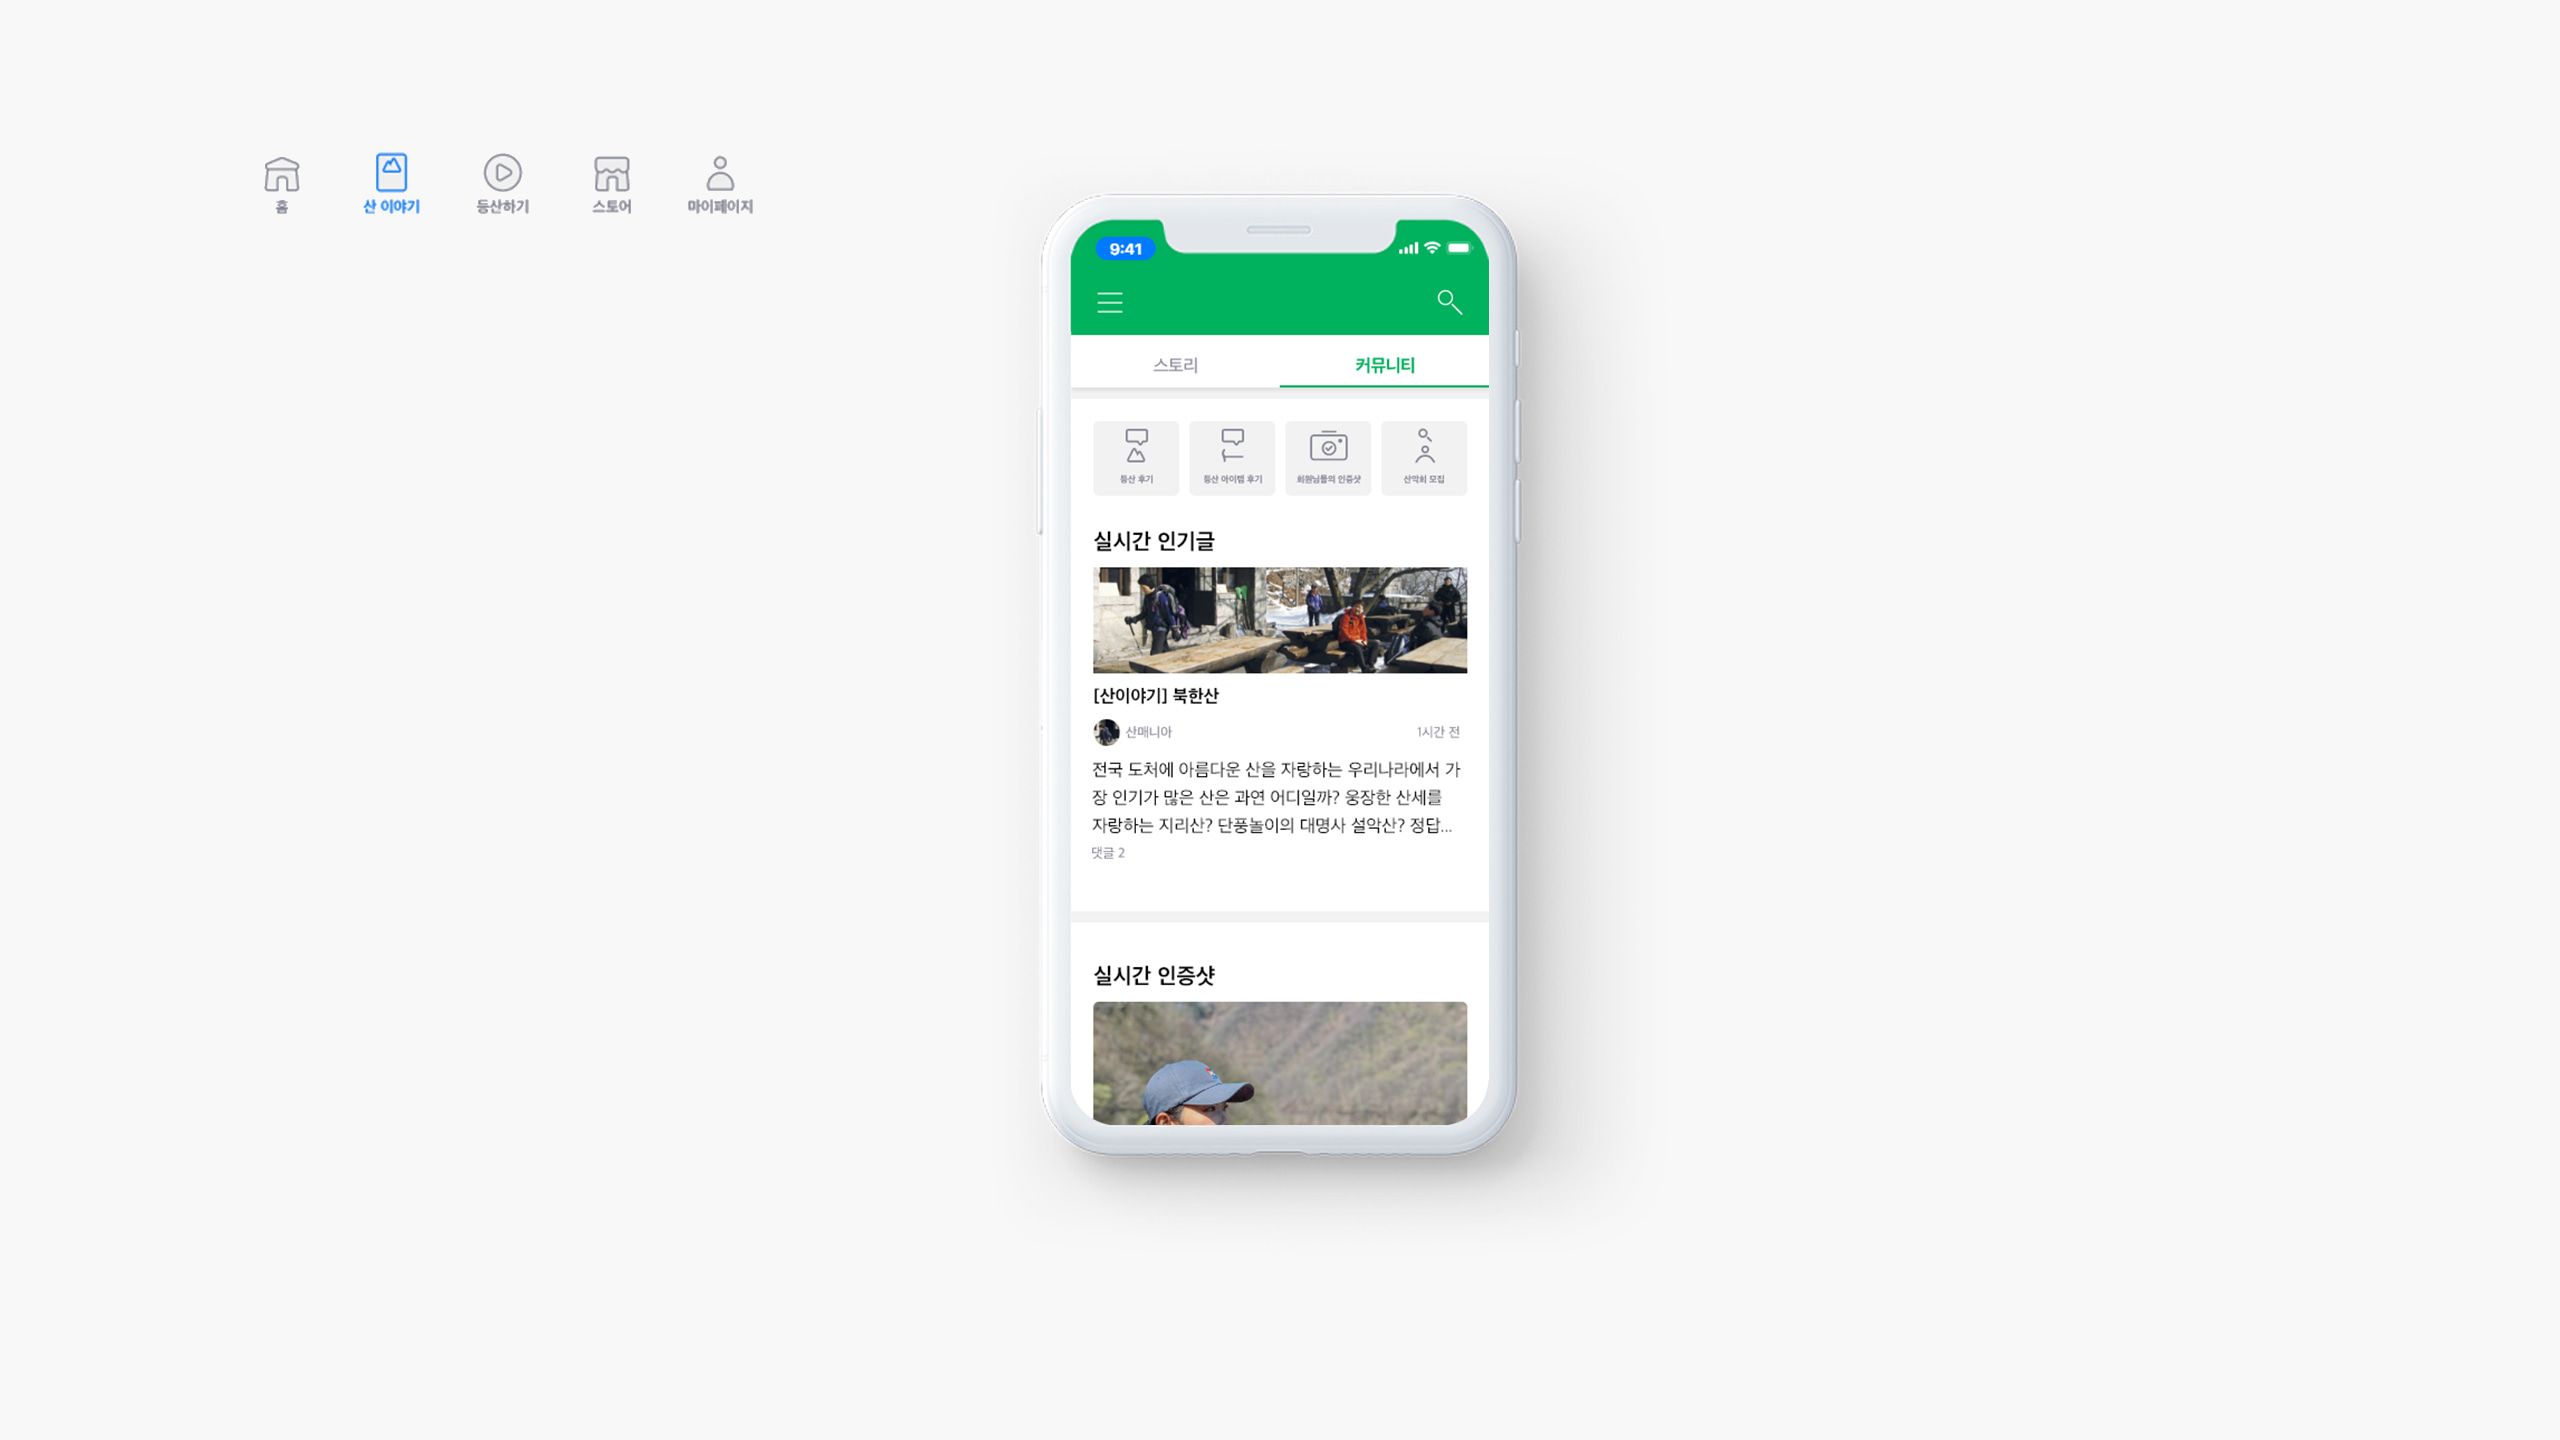 홈
산 이야기
등산하기
스토어
마이페이지
9:41
스토리
커뮤니티
등산 후기
등산 아이템 후기
회원님들의 인증샷
산악회 모집
실시간 인기글
[산이야기] 북한산
산매니아
1시간 전
전국 도처에 아름다운 산을 자랑하는 우리나라에서 가
장 인기가 많은 산은 과연 어디일까? 웅장한 산세를
자랑하는 지리산? 단풍놀이의 대명사 설악산? 정답...
댓글 2
실시간 인증샷